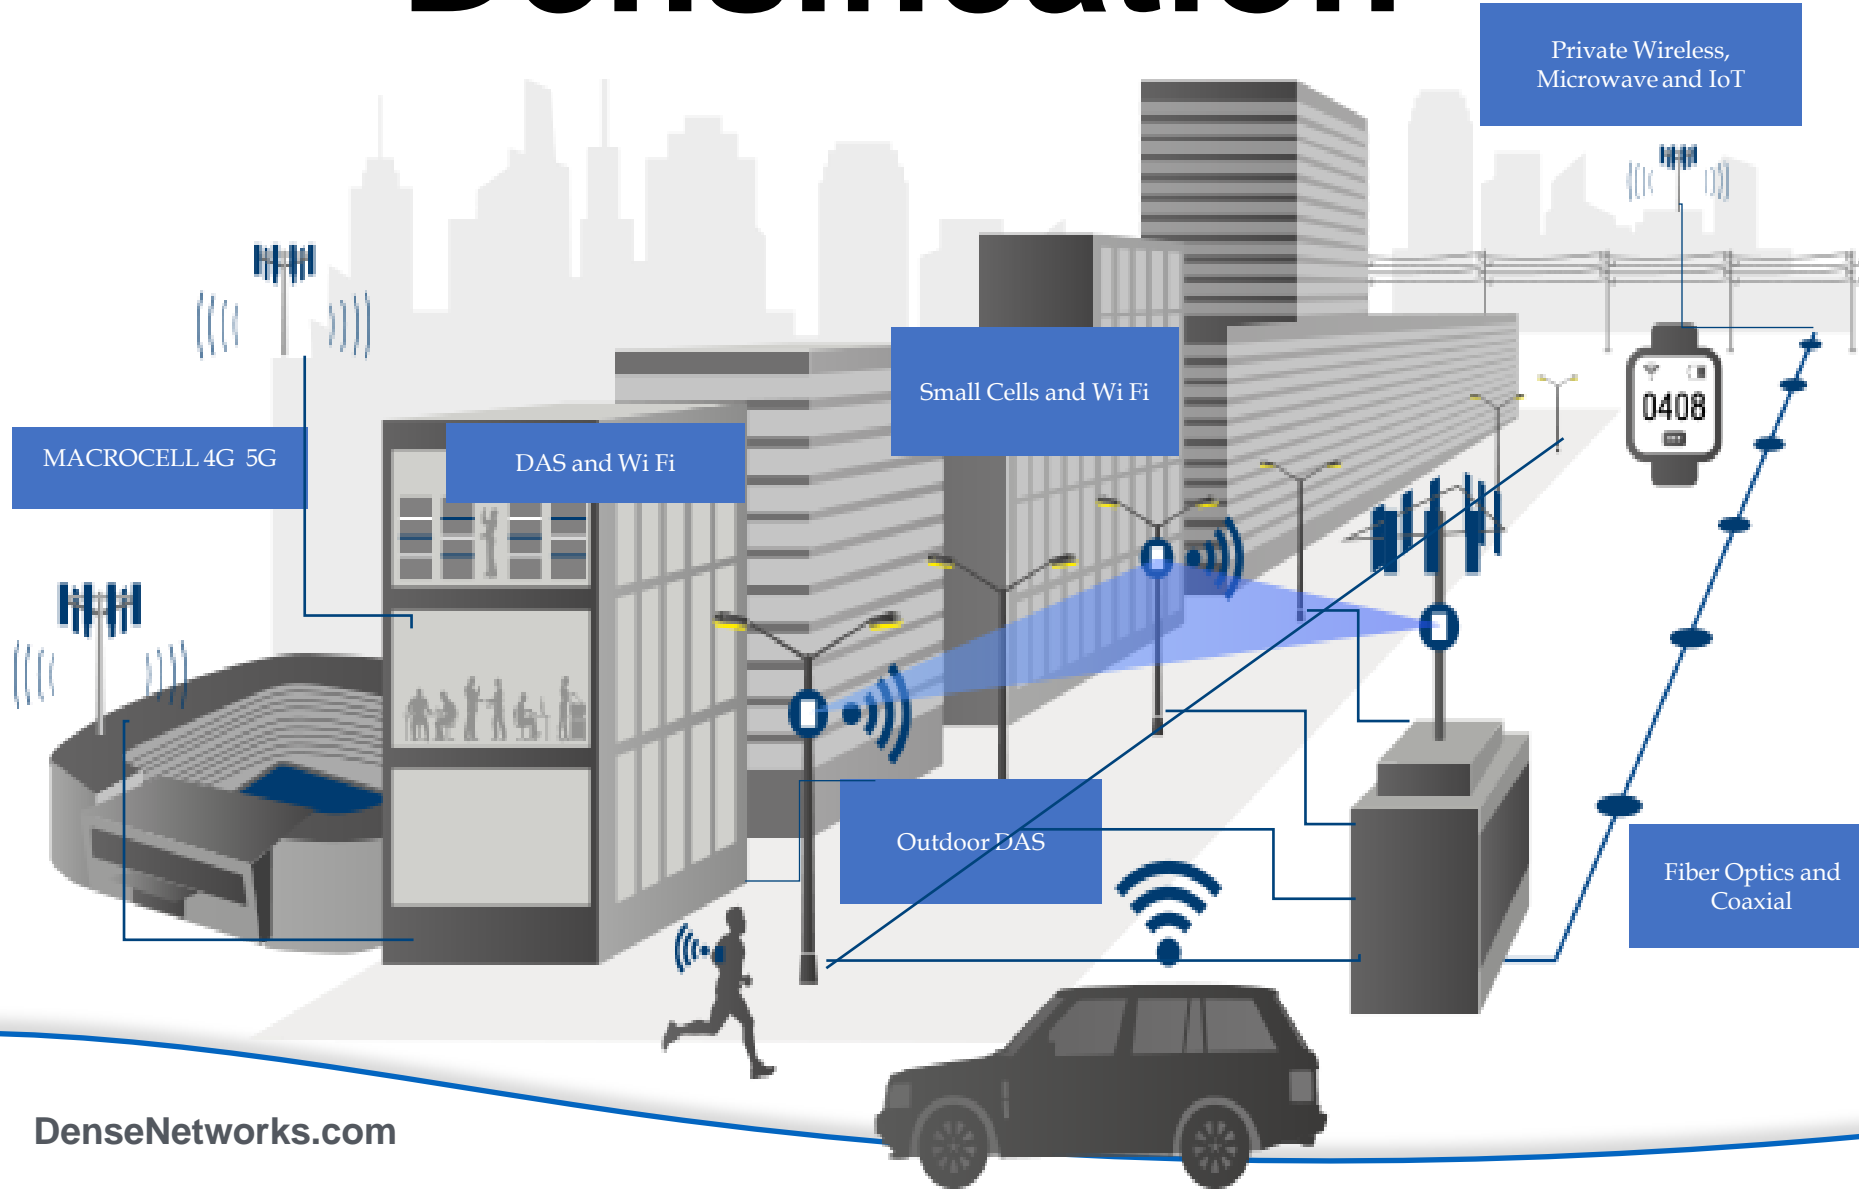 Densification
Private Wireless,
Microwave and IoT
Small Cells and Wi Fi
MACROCELL 4G 5G
DAS and Wi Fi
0408
Outdoor DAS
Fiber Optics and
Coaxial
DenseNetworks.com